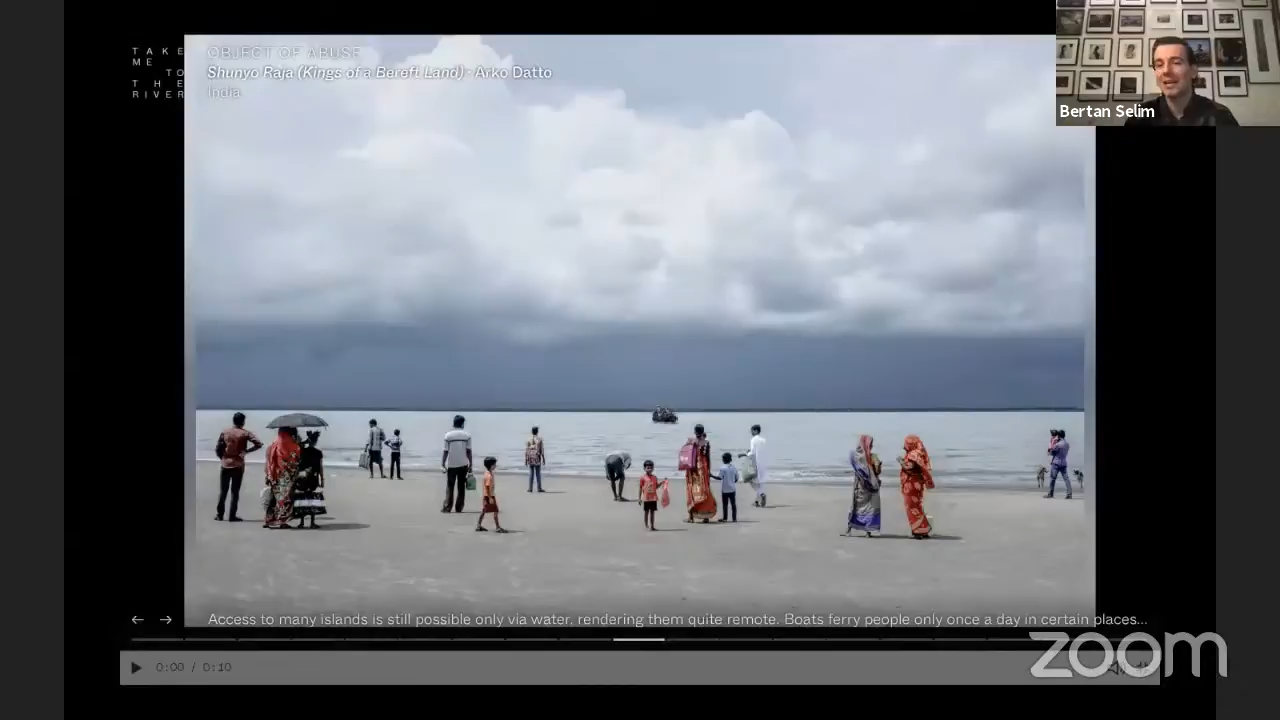 TAKE
ME
TO
THE
RIVER
OBJECT OF ABUSE
Shunyo Raja (Kings of a Bereft Land) - Arko Datto
India
Bertan Selim
← →
Access to many islands is still possible only via water, rendering them quite remote. Boats ferry people only once a day in certain places...
0:00 / 0:10
zoom